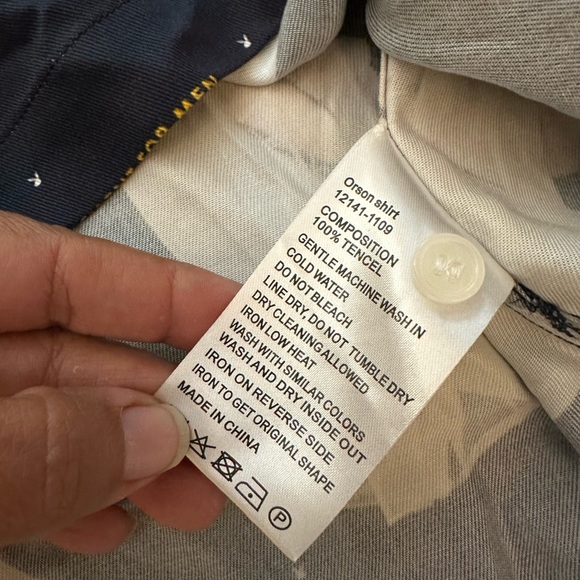 FOR MEN
Orson shirt
12141-1109
COMPOSITION
100% TENCEL
GENTLE MACHINE WASH IN
COLD WATER
DO NOT BLEACH
LINE DRY. DO NOT TUMBLE DRY
DRY CLEANING ALLOWED
IRON LOW HEAT
WASH WITH SIMILAR COLORS
WASH AND DRY INSIDE OUT
IRON ON REVERSE SIDE
IRON TO GET ORIGINAL SHAPE
MADE IN CHINA
P